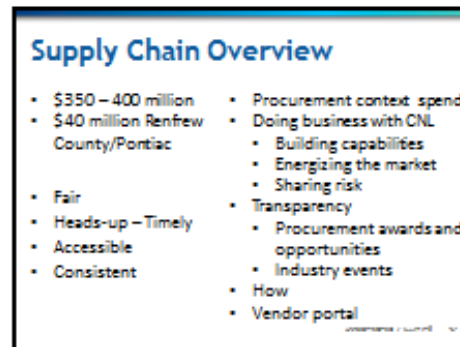 Supply Chain Overview
• $350 – 400 million
• $40 million Renfrew
County/Pontiac
• Fair
• Heads-up – Timely
• Accessible
• Consistent
• Procurement context spend
• Doing business with CNL
• Building capabilities
• Energizing the market
• Sharing risk
• Transparency
• Procurement awards and
opportunities
• Industry events
• How
• Vendor portal